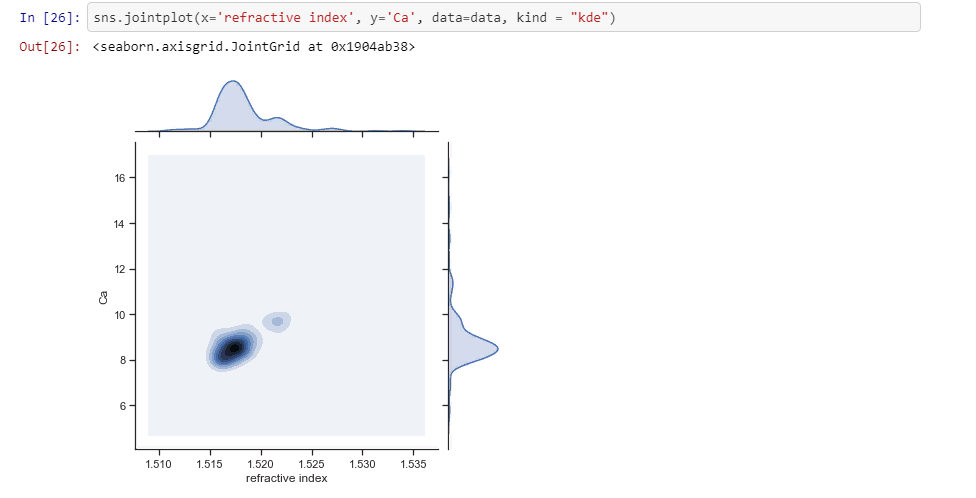 In [26]: sns.jointplot(x='refractive index', y='Ca', data=data, kind = "kde")
Out[26]: <seaborn.axisgrid.JointGrid at 0x1904ab38>
16
14
12
10
8
6
Ca
1.510 1.515 1.520 1.525 1.530 1.535
refractive index